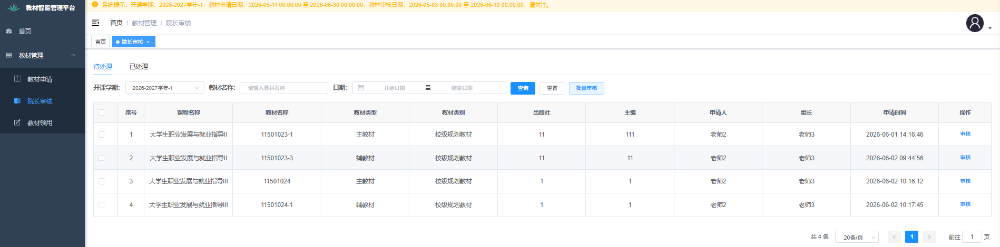 教材智能管理平台
系统提示：开课学期：2026-2027学年-1，教材申请日期：2026-05-11 00:00:00 至 2026-06-30 00:00:00，教材审核日期：2026-05-03 00:00:00 至 2026-06-10 00:00:00，请关注。
首页 / 教材管理 / 院长审核
首页
教材管理
教材申请
院长审核
教材领用
首页 院长审核 ×
待处理 已处理
开课学期: 2026-2027学年-1 教材名称: 请输入教材名称 日期: 开始日期 至 结束日期 查询 重置 批量审核
序号 课程名称 教材名称 教材类型 教材类别 出版社 主编 申请人 组长 申请时间 操作
1 大学生职业发展与就业指导II 11501023-1 主教材 校级规划教材 11 111 老师2 老师3 2026-06-01 14:16:46 审核
2 大学生职业发展与就业指导II 11501023-3 辅教材 校级规划教材 11 11 老师2 老师3 2026-06-02 09:44:56 审核
3 大学生职业发展与就业指导III 11501024 主教材 校级规划教材 1 1 老师2 老师3 2026-06-02 10:16:12 审核
4 大学生职业发展与就业指导III 11501024-1 辅教材 校级规划教材 1 1 老师2 老师3 2026-06-02 10:17:45 审核
共 4 条 20条/页 1 前往 1 页